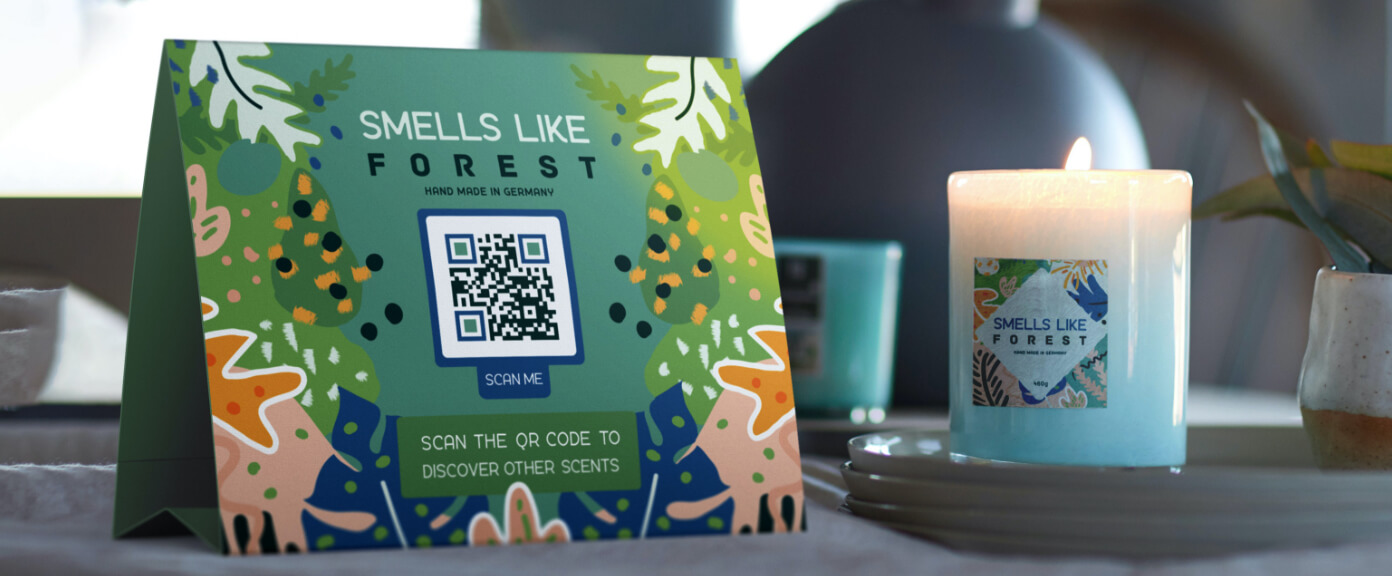 SMELLS LIKE
FOREST
HAND MADE IN GERMANY
SCAN ME
SCAN THE QR CODE TO
DISCOVER OTHER SCENTS
SMELLS LIKE
FOREST
HAND MADE IN GERMANY
460g